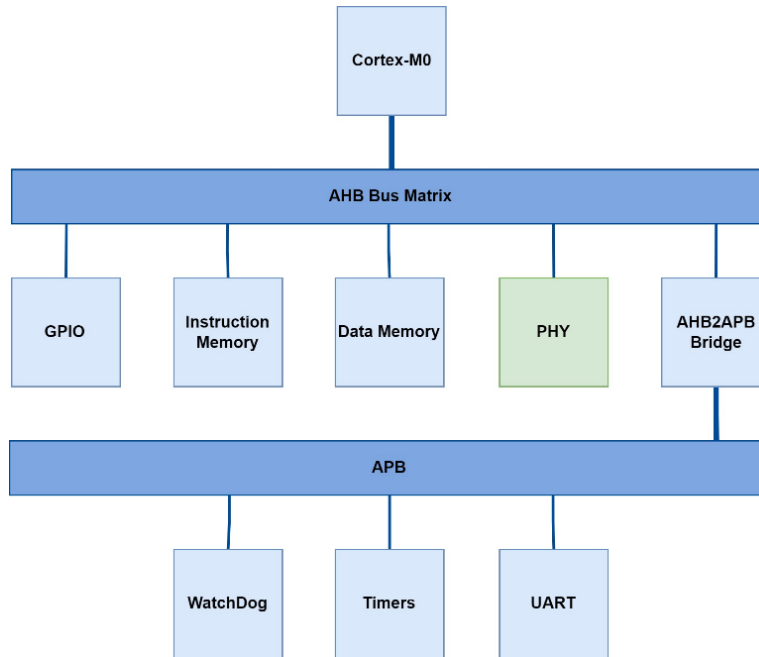 Cortex-M0
AHB Bus Matrix
GPIO
Instruction
Memory
Data Memory
PHY
AHB2APB
Bridge
APB
WatchDog
Timers
UART